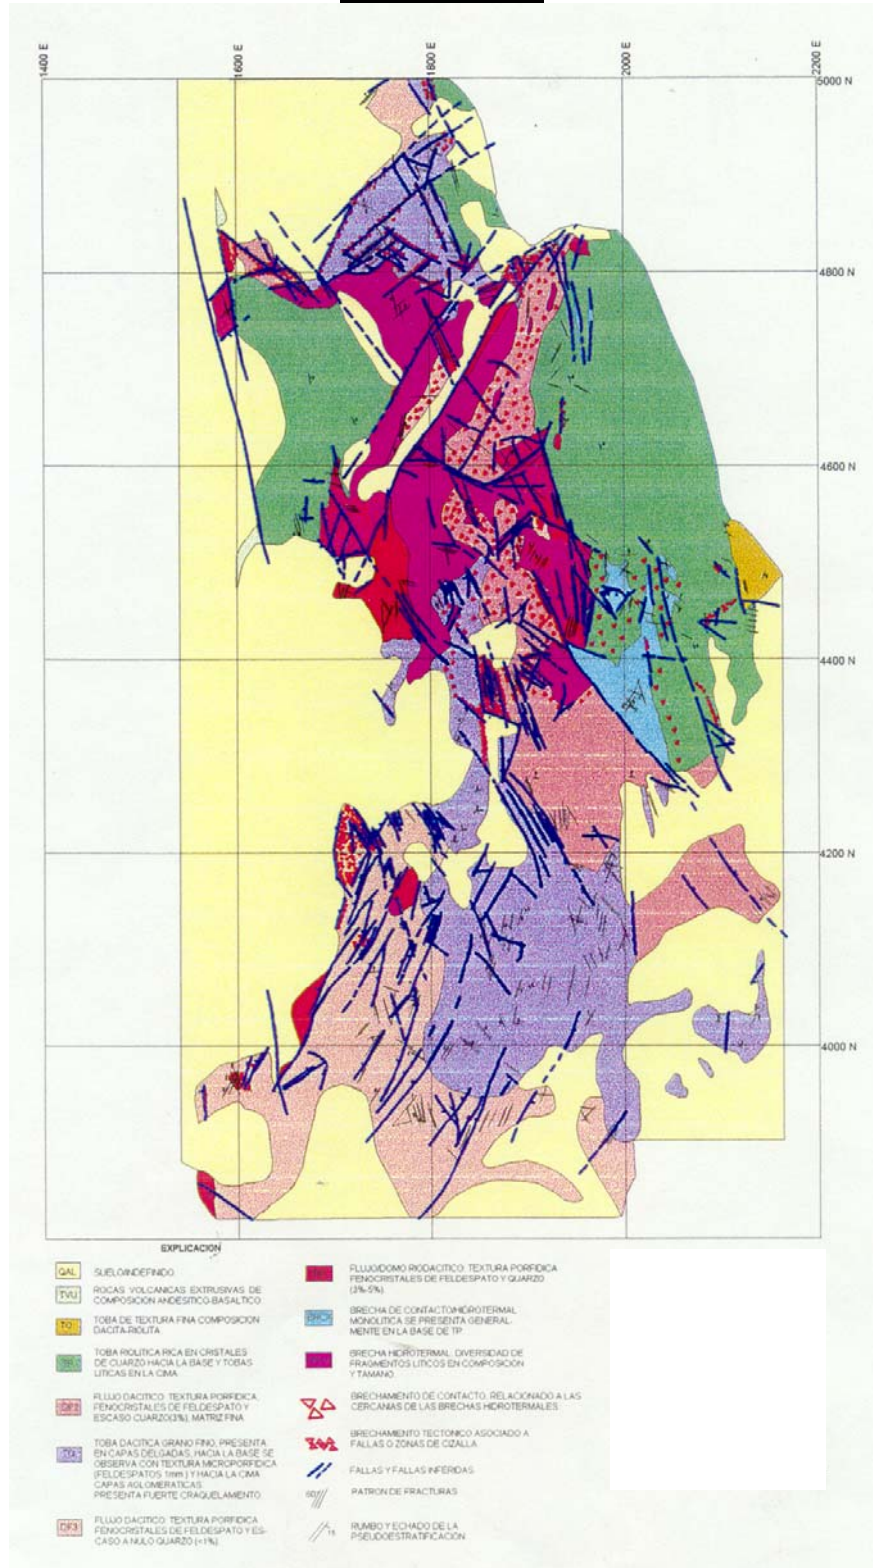 1400 E
1600 E
1800 E
2000 E
2200 E
5000 N
4800 N
4600 N
4400 N
4200 N
4000 N
EXPLICACION
QAL SUELO/INDEFINIDO
TVU ROCAS VOLCANICAS EXTRUSIVAS DE
COMPOSICION ANDESITICO-BASALTICO
TOBA DE TEXTURA FINA COMPOSICION
DACITA-RIOLITA
TOBA RIOLITICA RICA EN CRISTALES
DE CUARZO HACIA LA BASE Y TOBAS
LITICAS EN LA CIMA
FLUJO DACITICO TEXTURA PORFIDICA,
FENOCRISTALES DE FELDESPATO Y
ESCASO CUARZO(3%), MATRIZ FINA
TOBA DACITICA GRANO FINO, PRESENTA
EN CAPAS DELGADAS, HACIA LA BASE SE
OBSERVA CON TEXTURA MICROPORFIDICA
(FELDESPATOS 1mm) Y HACIA LA CIMA
CAPAS AGLOMERATICAS.
PRESENTA FUERTE CRAQUELAMIENTO
DF3 FLUJO DACITICO TEXTURA PORFIDICA
FENOCRISTALES DE FELDESPATO Y ES-
CASO A NULO QUARZO (<1%)
FLUJO/DOMO RIODACITICO TEXTURA PORFIDICA
FENOCRISTALES DE FELDESPATO Y QUARZO
(3%-5%)
BRECHA DE CONTACTO/HIDROTERMAL
MONOLITICA SE PRESENTA GENERAL-
MENTE EN LA BASE DE TP
BRECHA HIDROTERMAL: DIVERSIDAD DE
FRAGMENTOS LITICOS EN COMPOSICION
Y TAMANO
BRECHAMIENTO DE CONTACTO, RELACIONADO A LAS
CERCANIAS DE LAS BRECHAS HIDROTERMALES
BRECHAMIENTO TECTONICO ASOCIADO A
FALLAS O ZONAS DE CIZALLA
FALLAS Y FALLAS INFERIDAS
60 PATRON DE FRACTURAS
15 RUMBO Y ECHADO DE LA
PSEUDOESTRATIFICACION